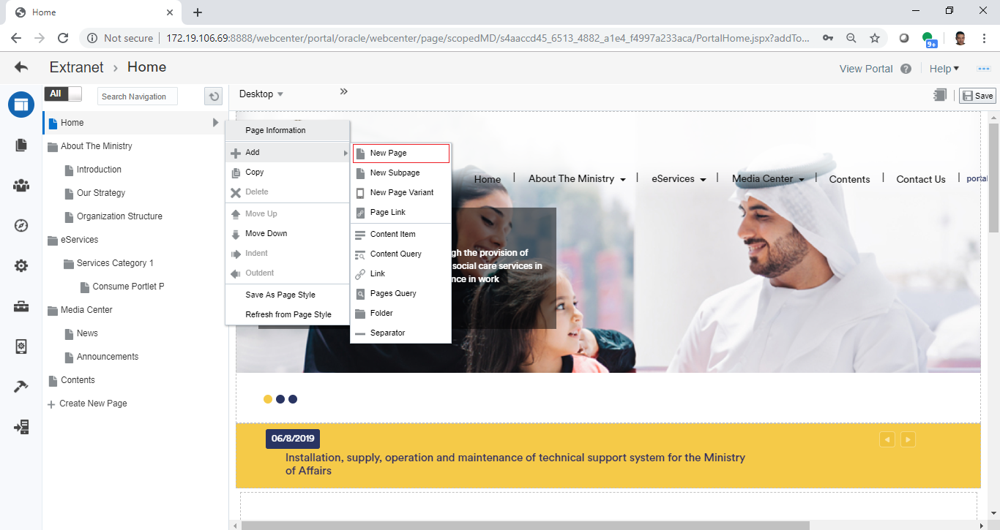 Home
Not secure
172.19.106.69:8888/webcenter/portal/oracle/webcenter/page/scopedMD/s4aaccd45_6513_4882_a1e4_f4997a233aca/PortalHome.jspx?addTo...
9+
Extranet > Home
View Portal
Help
All
Search Navigation
Desktop
Save
Home
About The Ministry
Introduction
Our Strategy
Organization Structure
eServices
Services Category 1
Consume Portlet P
Media Center
News
Announcements
Contents
Create New Page
Page Information
Add
Copy
Delete
Move Up
Move Down
Indent
Outdent
Save As Page Style
Refresh from Page Style
New Page
New Subpage
New Page Variant
Page Link
Content Item
Content Query
Link
Pages Query
Folder
Separator
Home | About The Ministry | eServices | Media Center | Contents | Contact Us | portal
gh the provision of
social care services in
nce in work
06/8/2019
Installation, supply, operation and maintenance of technical support system for the Ministry
of Affairs